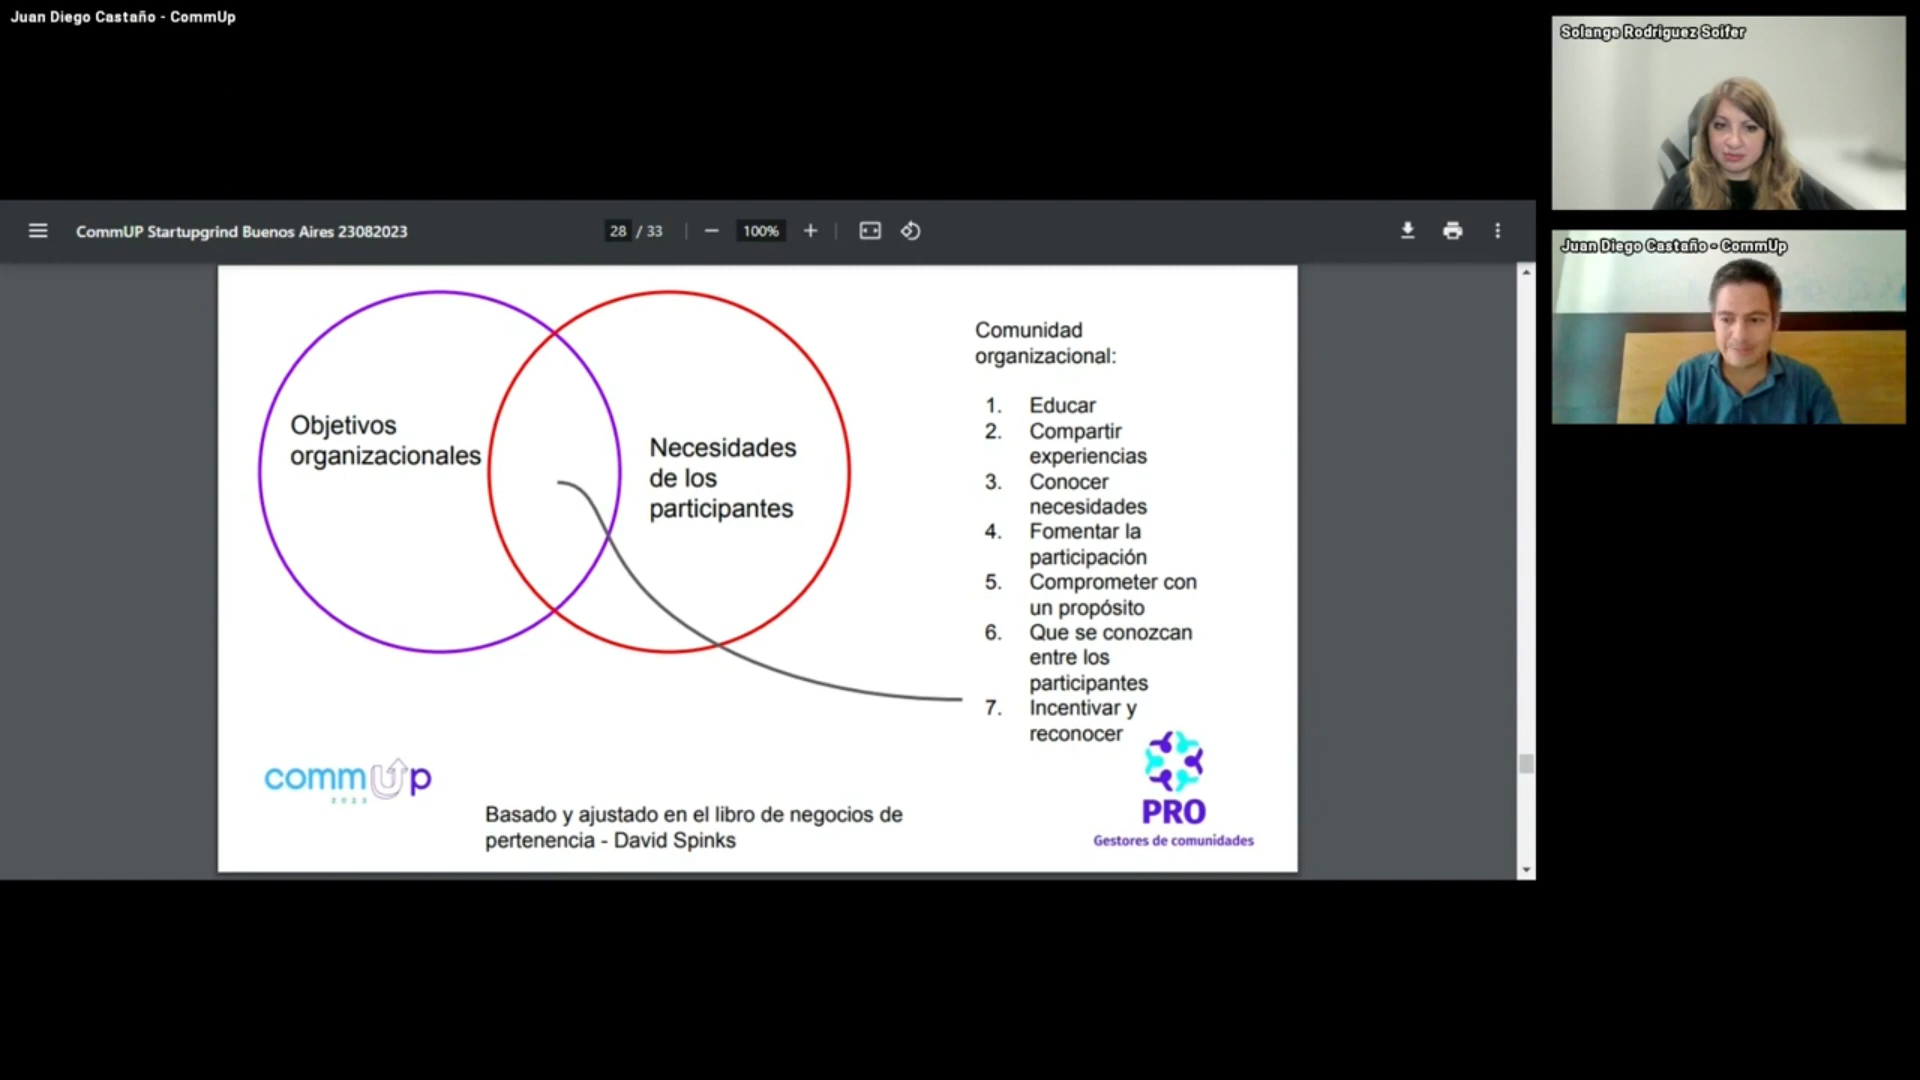 Juan Diego Castaño - CommUp
Solange Rodriguez Soifer
Juan Diego Castaño - CommUp
CommUP Startupgrind Buenos Aires 23082023
28 / 33
100%
Objetivos
organizacionales
Necesidades
de los
participantes
Comunidad
organizacional:
1. Educar
2. Compartir
experiencias
3. Conocer
necesidades
4. Fomentar la
participación
5. Comprometer con
un propósito
6. Que se conozcan
entre los
participantes
7. Incentivar y
reconocer
commUp
2023
Basado y ajustado en el libro de negocios de
pertenencia - David Spinks
PRO
Gestores de comunidades